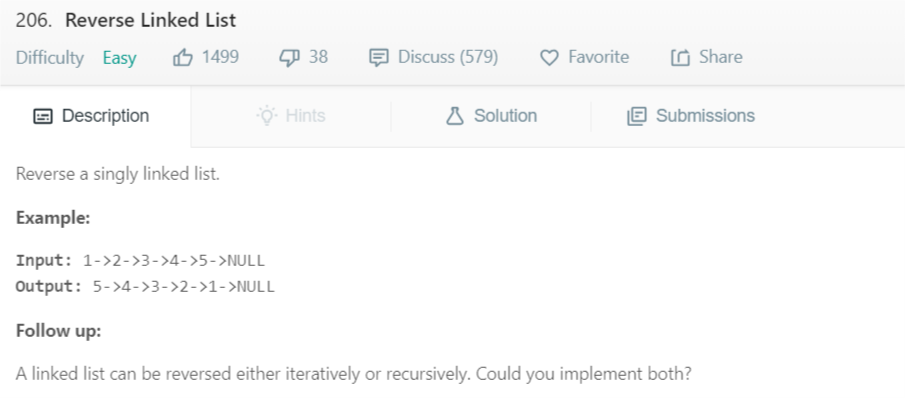 206. Reverse Linked List
Difficulty Easy 1499 38 Discuss (579) Favorite Share
Description Hints Solution Submissions
Reverse a singly linked list.
Example:
Input: 1->2->3->4->5->NULL
Output: 5->4->3->2->1->NULL
Follow up:
A linked list can be reversed either iteratively or recursively. Could you implement both?